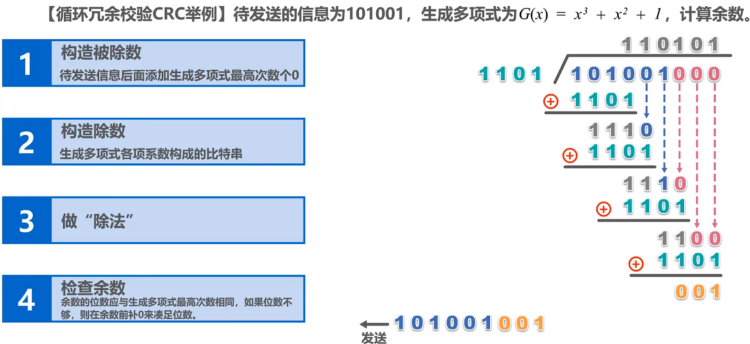 【循环冗余校验CRC举例】待发送的信息为101001，生成多项式为G(x) = x³ + x² + 1，计算余数。
1
构造被除数
待发送信息后面添加生成多项式最高次数个0
2
构造除数
生成多项式各项系数构成的比特串
3
做“除法”
4
检查余数
余数的位数应与生成多项式最高次数相同，如果位数不
够，则在余数前补0来凑足位数。
110101
1101 101001000
1101
1110
1101
1110
1101
1100
1101
001
101001001
发送